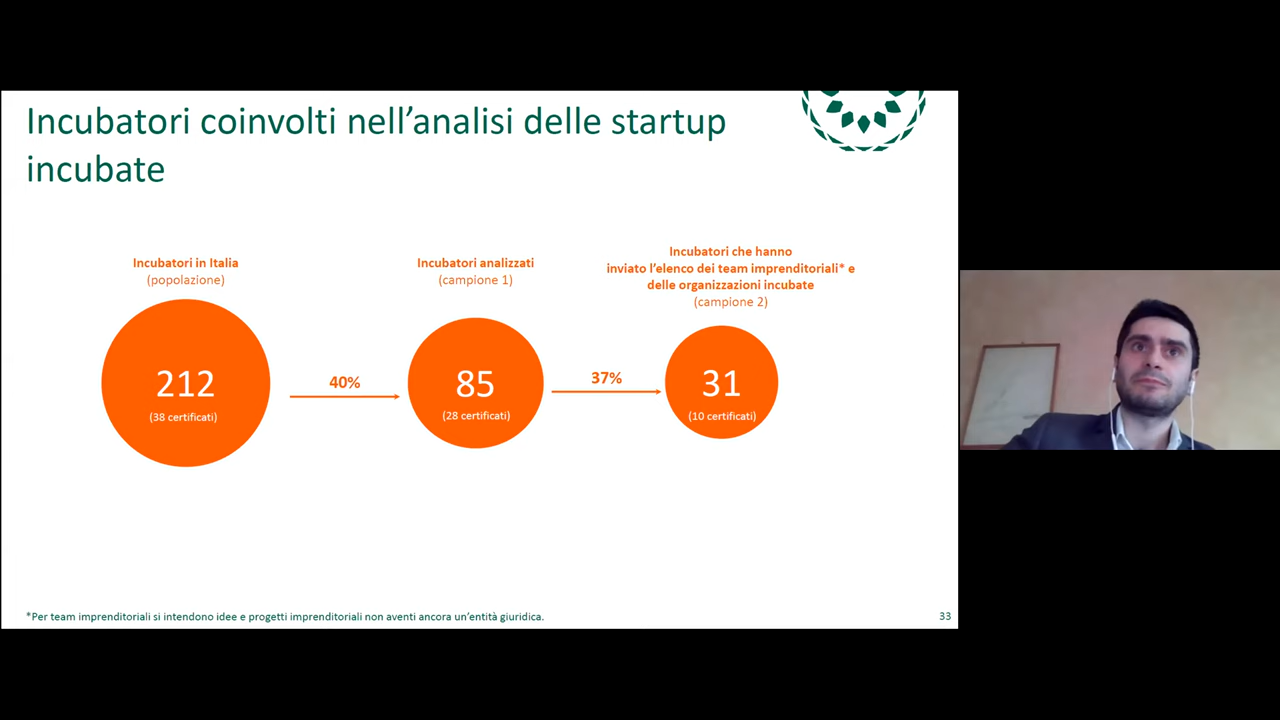 Incubatori coinvolti nell'analisi delle startup
incubate
Incubatori in Italia
(popolazione)
212
(38 certificati)
40%
Incubatori analizzati
(campione 1)
85
(28 certificati)
37%
Incubatori che hanno
inviato l'elenco dei team imprenditoriali* e
delle organizzazioni incubate
(campione 2)
31
(10 certificati)
*Per team imprenditoriali si intendono idee e progetti imprenditoriali non aventi ancora un'entità giuridica.
33